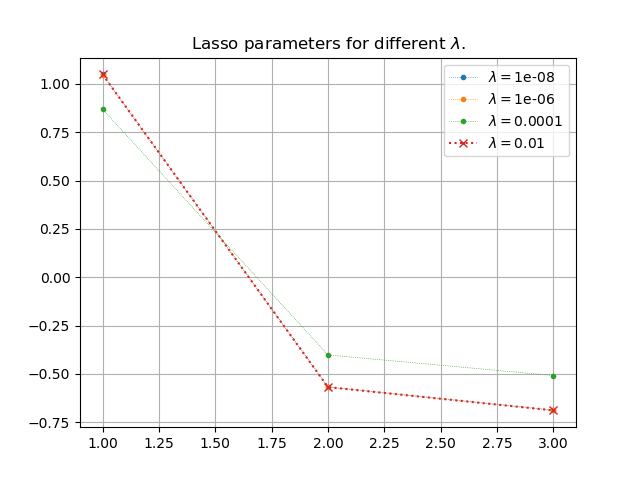 Lasso parameters for different λ.
λ = 1e-08
λ = 1e-06
λ = 0.0001
λ = 0.01
1.00
0.75
0.50
0.25
0.00
−0.25
−0.50
−0.75
1.00 1.25 1.50 1.75 2.00 2.25 2.50 2.75 3.00